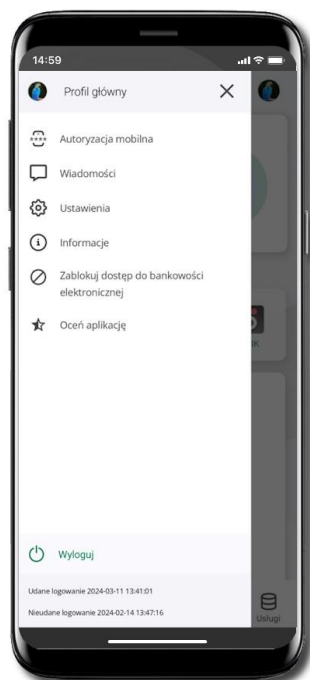 14:59
Profil główny
Autoryzacja mobilna
Wiadomości
Ustawienia
Informacje
Zablokuj dostęp do bankowości
elektronicznej
Oceń aplikację
IK
Wyloguj
Udane logowanie 2024-03-11 13:41:01
Nieudane logowanie 2024-02-14 13:47:16
Usługi